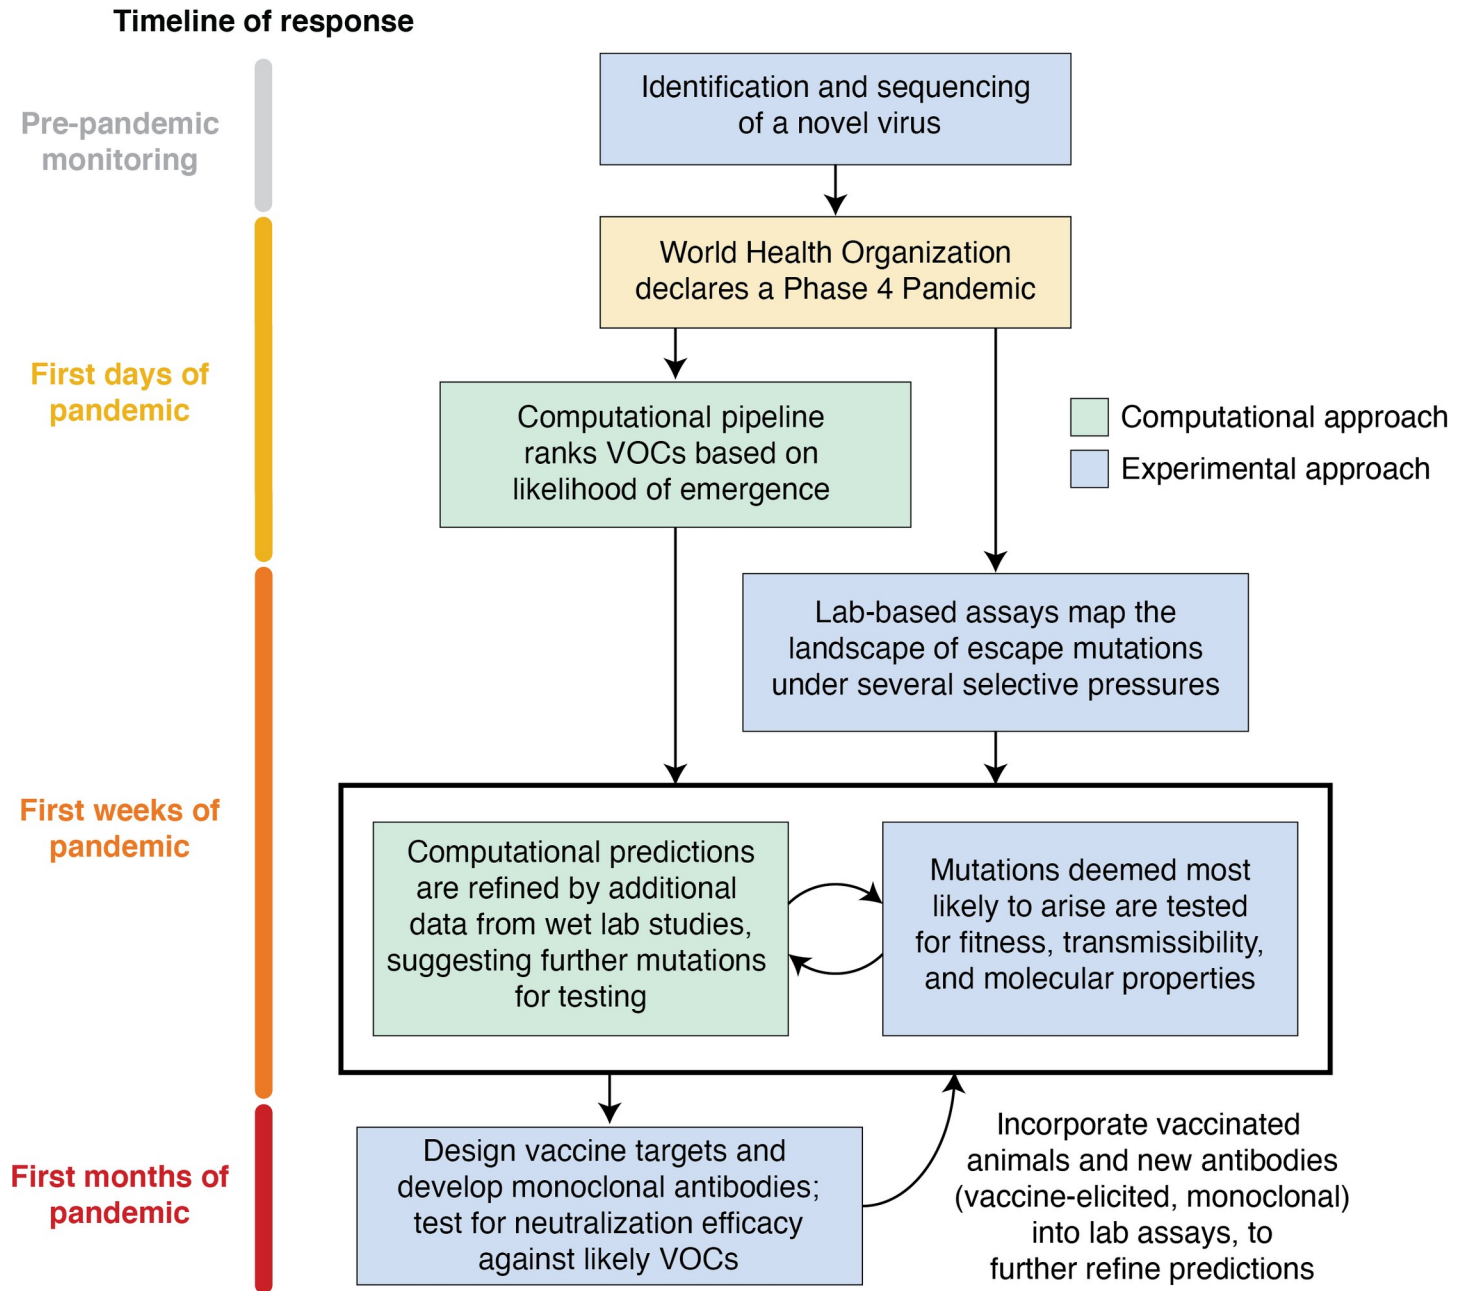 Timeline of response
Pre-pandemic
monitoring
Identification and sequencing
of a novel virus
World Health Organization
declares a Phase 4 Pandemic
First days of
pandemic
Computational pipeline
ranks VOCs based on
likelihood of emergence
Computational approach
Experimental approach
Lab-based assays map the
landscape of escape mutations
under several selective pressures
First weeks of
pandemic
Computational predictions
are refined by additional
data from wet lab studies,
suggesting further mutations
for testing
Mutations deemed most
likely to arise are tested
for fitness, transmissibility,
and molecular properties
First months of
pandemic
Design vaccine targets and
develop monoclonal antibodies;
test for neutralization efficacy
against likely VOCs
Incorporate vaccinated
animals and new antibodies
(vaccine-elicited, monoclonal)
into lab assays, to
further refine predictions